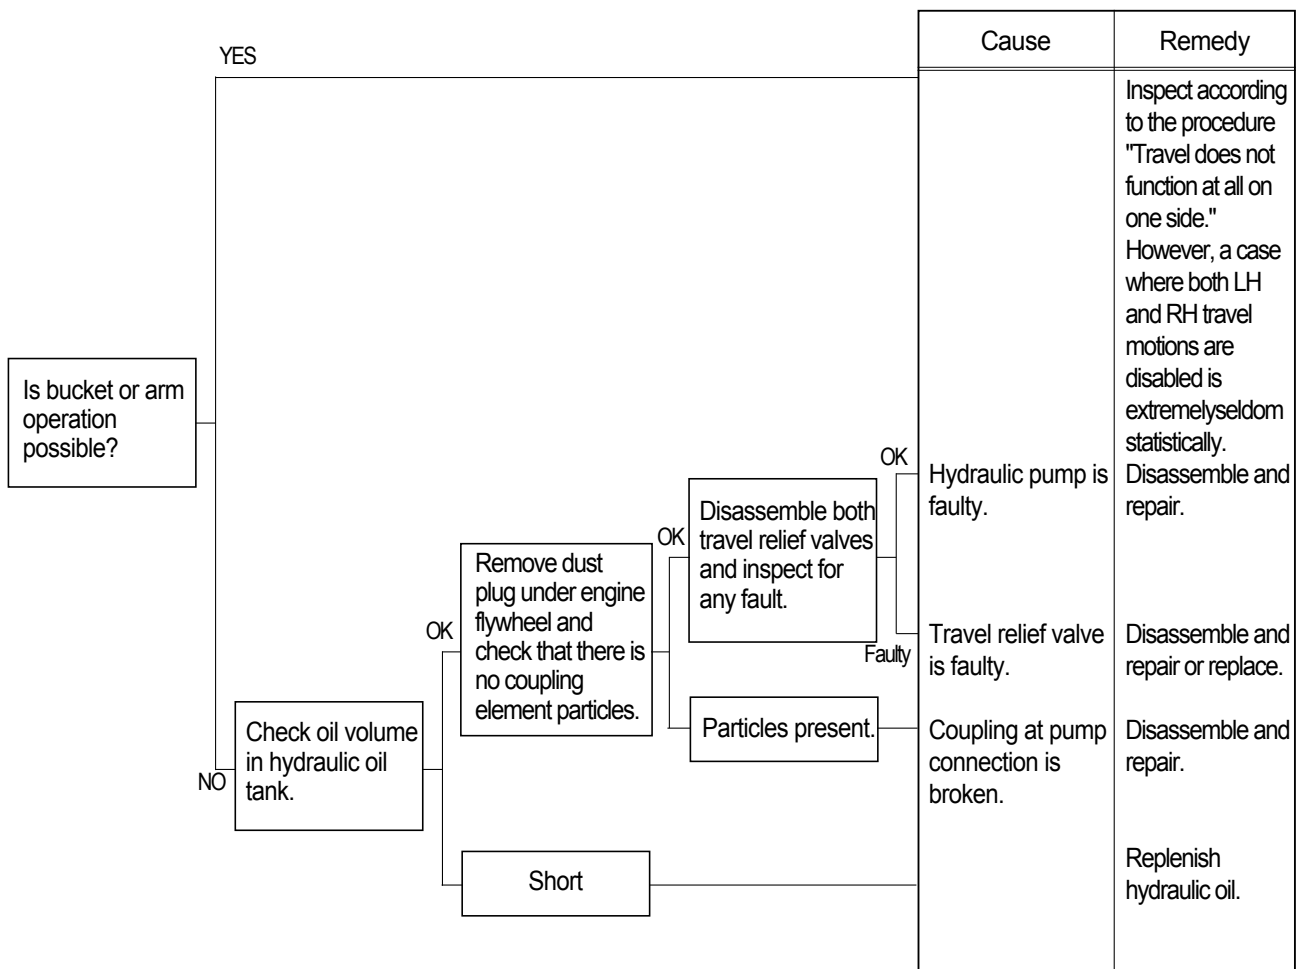 Cause
Remedy
YES
Inspect according
to the procedure
"Travel does not
function at all on
one side."
However, a case
where both LH
and RH travel
motions are
disabled is
extremelyseldom
statistically.
Is bucket or arm
operation
possible?
NO
Check oil volume
in hydraulic oil
tank.
OK
Remove dust
plug under engine
flywheel and
check that there is
no coupling
element particles.
OK
Disassemble both
travel relief valves
and inspect for
any fault.
OK
Hydraulic pump is
faulty.
Disassemble and
repair.
Faulty
Travel relief valve
is faulty.
Disassemble and
repair or replace.
Particles present.
Coupling at pump
connection is
broken.
Disassemble and
repair.
Short
Replenish
hydraulic oil.